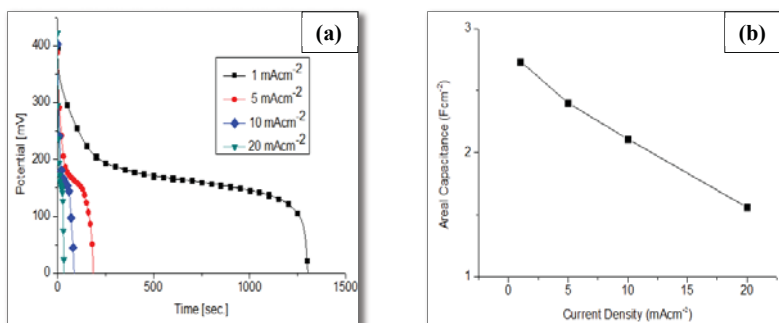 (a)
400
300
200
100
0
Potential [mV]
1 mAcm⁻²
5 mAcm⁻²
10 mAcm⁻²
20 mAcm⁻²
0
500
1000
1500
Time [sec.]
(b)
3
2
1
Areal Capacitance (Fcm⁻²)
0
5
10
15
20
Current Density (mAcm⁻²)